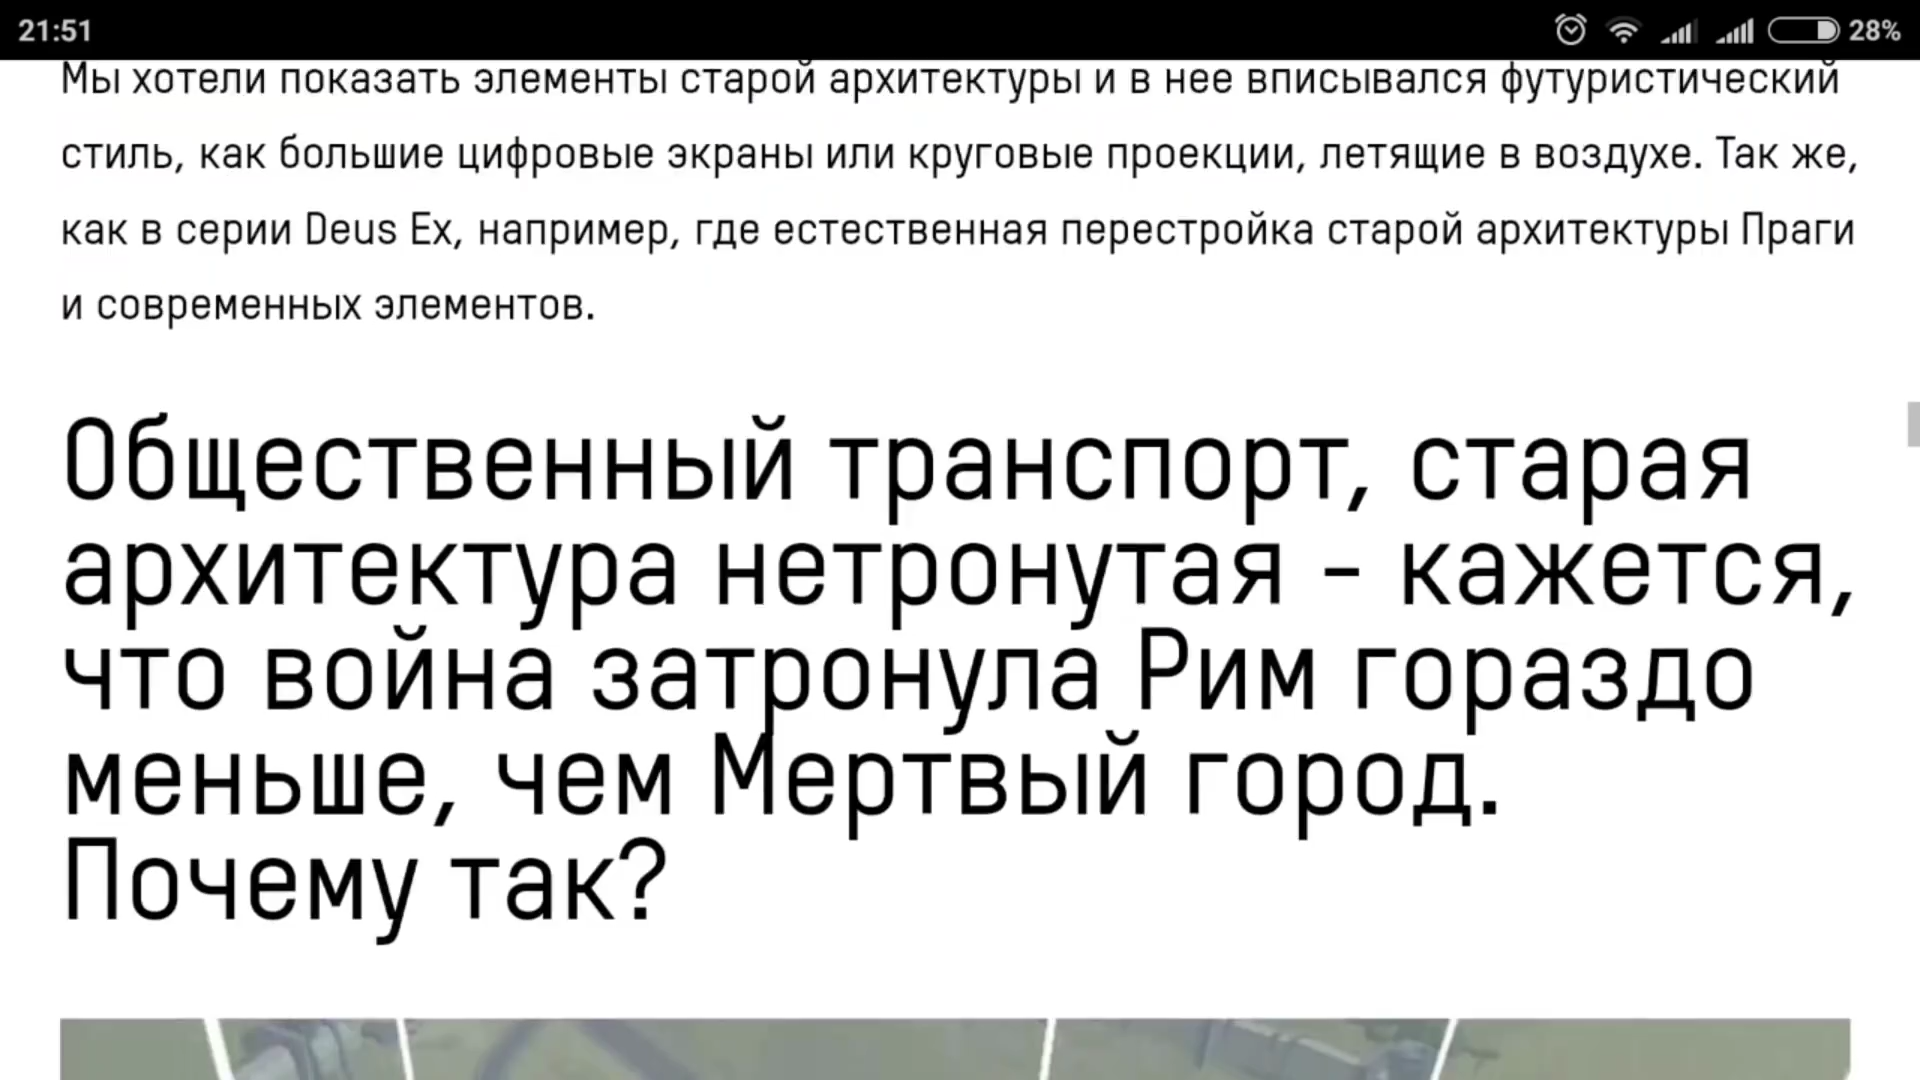 21:51
28%
Мы хотели показать элементы старой архитектуры и в нее вписывался футуристический
стиль, как большие цифровые экраны или круговые проекции, летящие в воздухе. Так же,
как в серии Deus Ex, например, где естественная перестройка старой архитектуры Праги
и современных элементов.
Общественный транспорт, старая
архитектура нетронутая - кажется,
что война затронула Рим гораздо
меньше, чем Мертвый город.
Почему так?